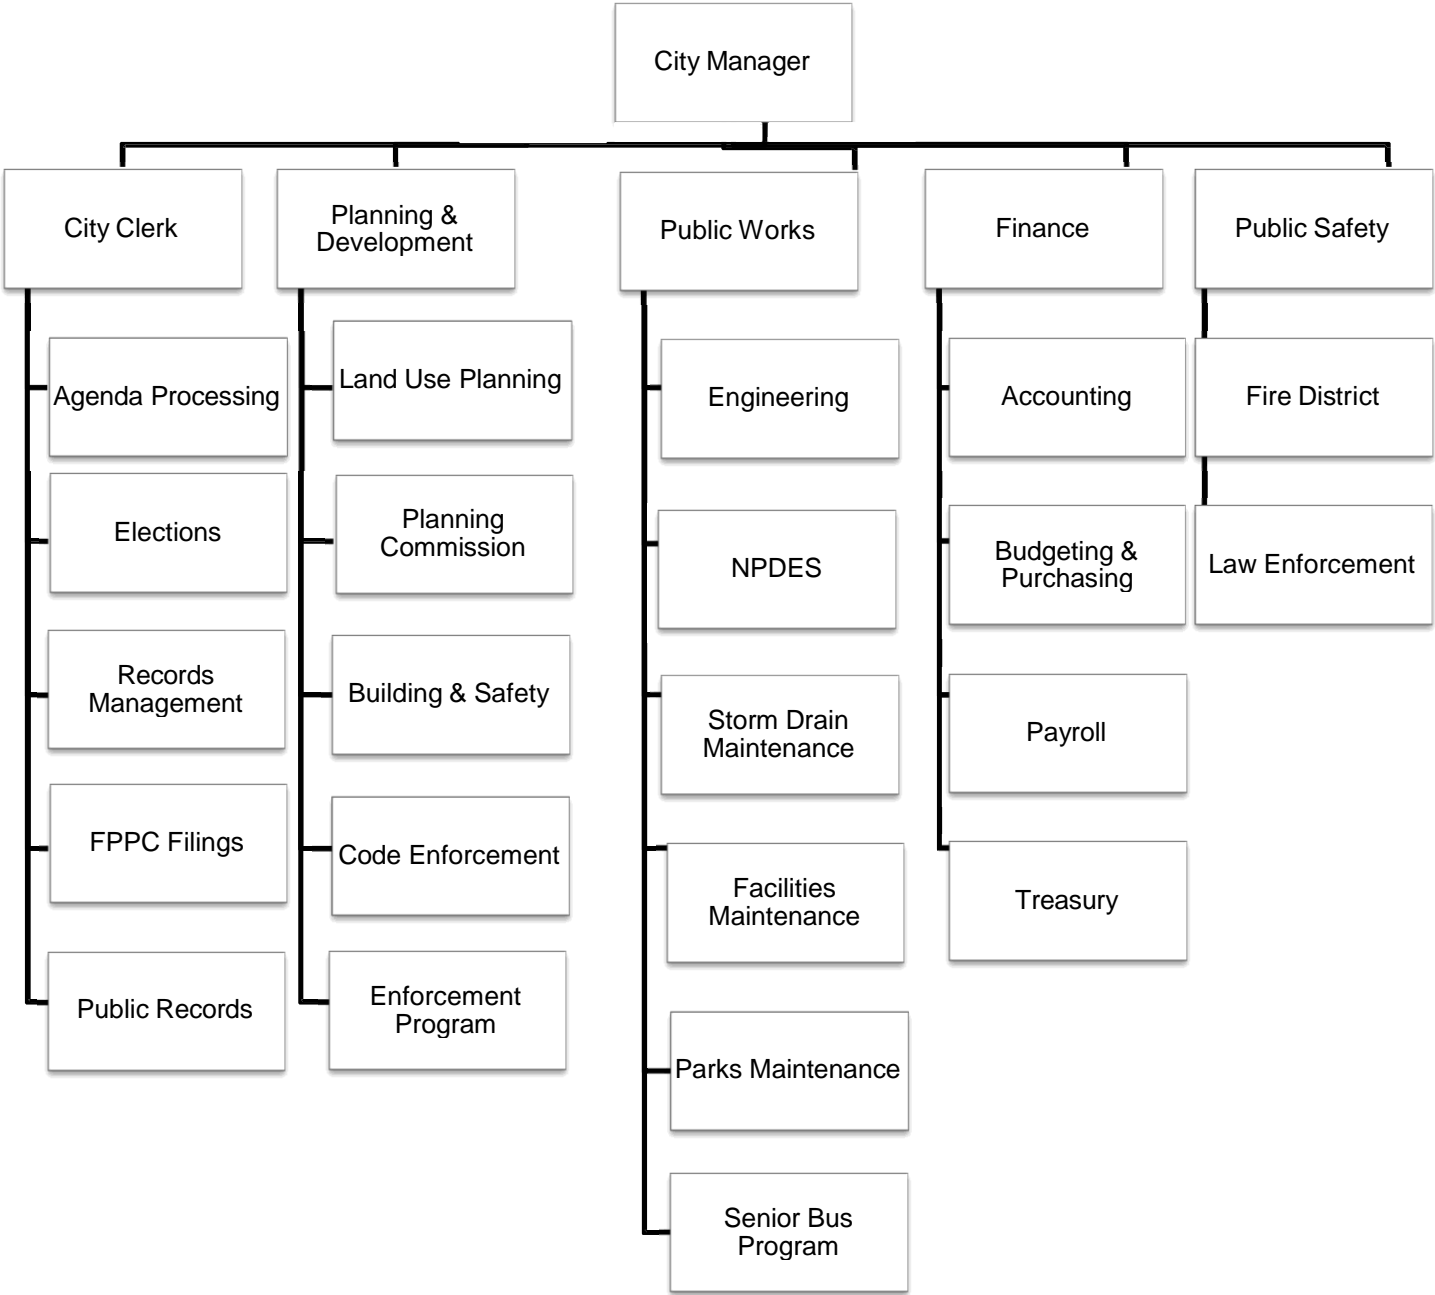 City Manager
City Clerk
Planning &
Development
Public Works
Finance
Public Safety
Agenda Processing
Elections
Records
Management
FPPC Filings
Public Records
Land Use Planning
Planning
Commission
Building & Safety
Code Enforcement
Enforcement
Program
Engineering
NPDES
Storm Drain
Maintenance
Facilities
Maintenance
Parks Maintenance
Senior Bus
Program
Accounting
Budgeting &
Purchasing
Payroll
Treasury
Fire District
Law Enforcement